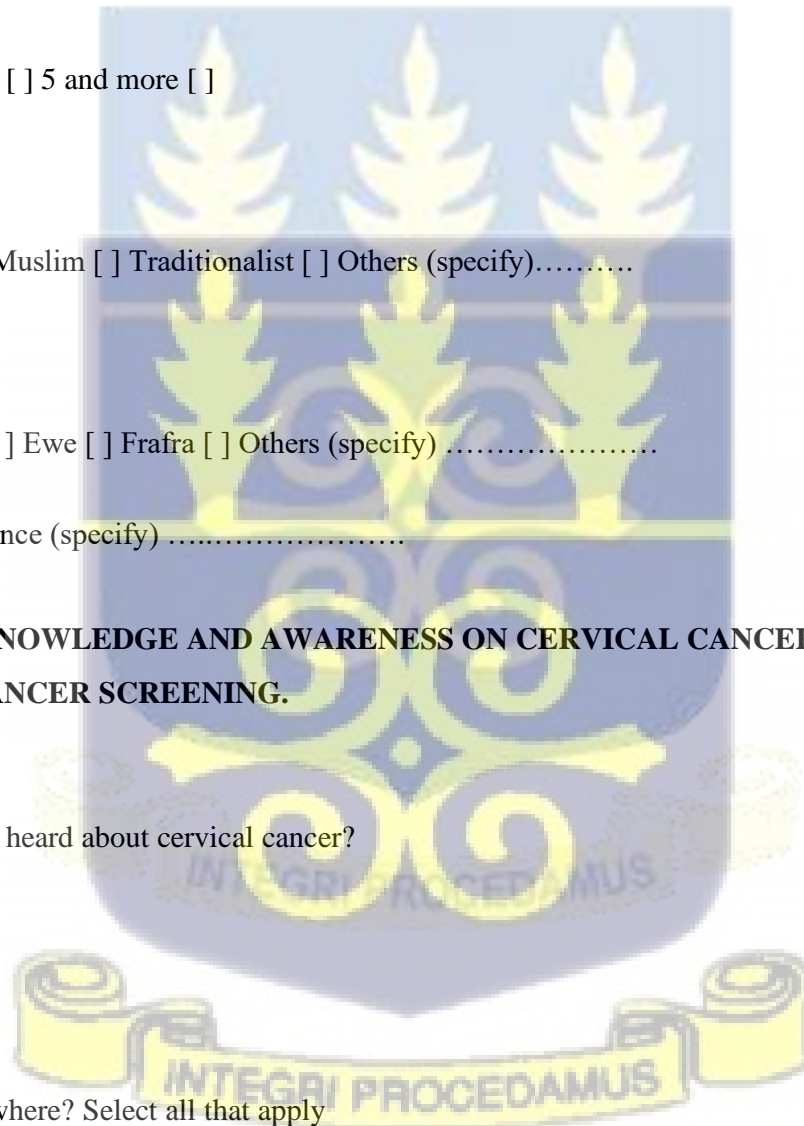 [ ] 5 and more [ ]
Muslim [ ] Traditionalist [ ] Others (specify)……….
] Ewe [ ] Frafra [ ] Others (specify) …………………
nce (specify) …..……………….
NOWLEDGE AND AWARENESS ON CERVICAL CANCER
ANCER SCREENING.
heard about cervical cancer?
INTEGRI PROCEDAMUS
INTEGRI PROCEDAMUS
where? Select all that apply